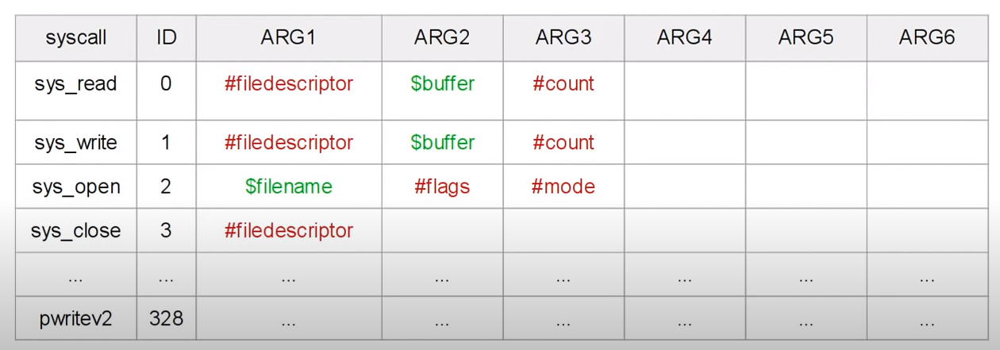 syscall ID ARG1 ARG2 ARG3 ARG4 ARG5 ARG6
sys_read 0 #filedescriptor $buffer #count
sys_write 1 #filedescriptor $buffer #count
sys_open 2 $filename #flags #mode
sys_close 3 #filedescriptor
... ... ... ... ... ... ... ...
pwritev2 328 ... ... ... ... ... ...